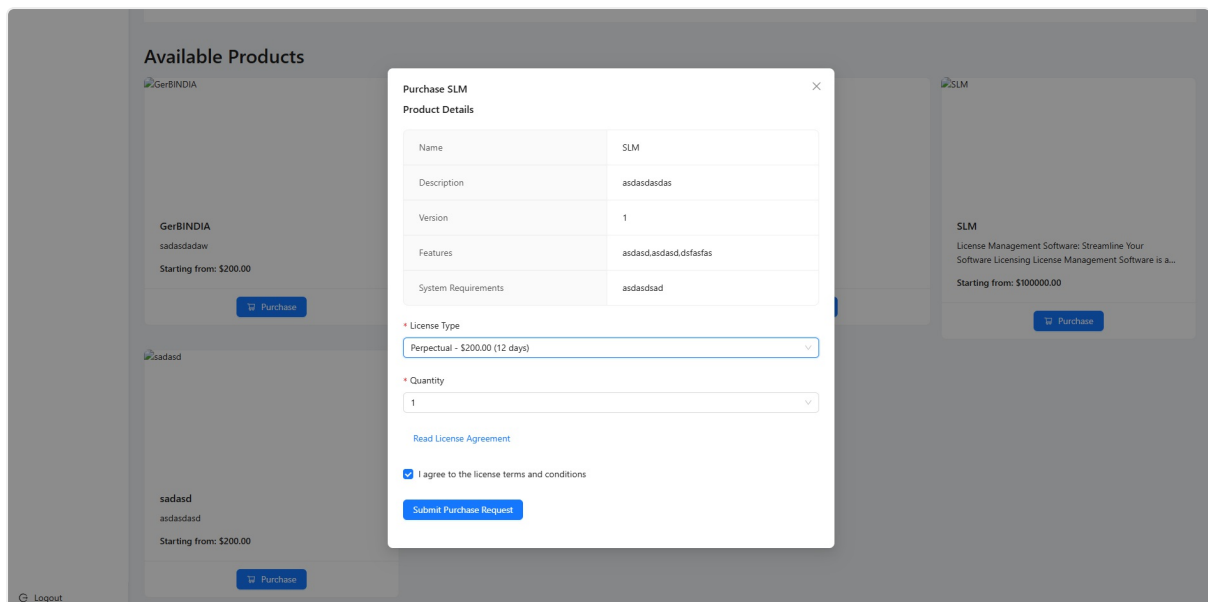 Available Products
GerBINDIA
GerBINDIA
sadasdadaw
Starting from: $200.00
Purchase
Purchase SLM
Product Details
Name SLM
Description asdasdasdas
Version 1
Features asdasd,asdasd,dsfasfas
System Requirements asdasdsad
* License Type
Perpectual - $200.00 (12 days)
* Quantity
1
Read License Agreement
I agree to the license terms and conditions
Submit Purchase Request
SLM
SLM
License Management Software: Streamline Your
Software Licensing License Management Software is a...
Starting from: $100000.00
Purchase
sadasd
sadasd
asdasdasd
Starting from: $200.00
Purchase
Logout